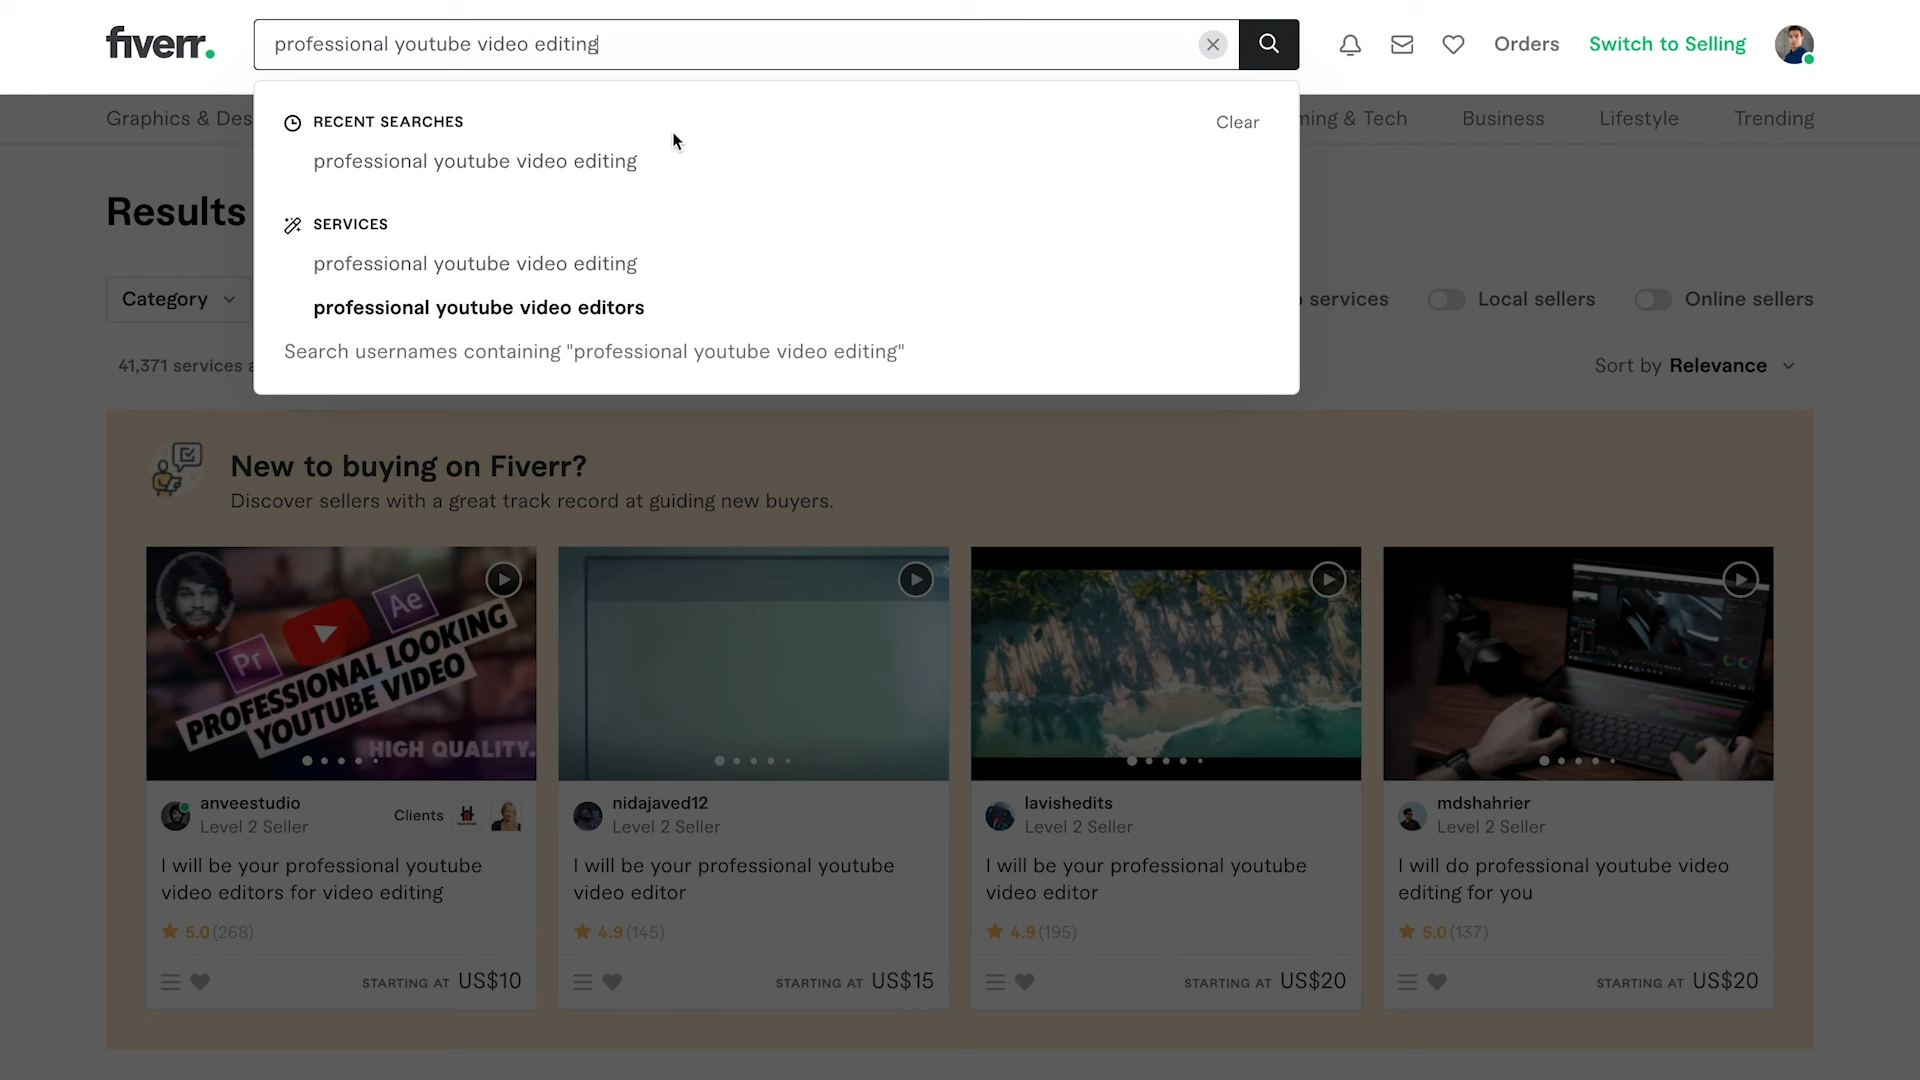 fiverr.
professional youtube video editing
Orders
Switch to Selling
Graphics & Des
ming & Tech
Business
Lifestyle
Trending
RECENT SEARCHES
Clear
professional youtube video editing
SERVICES
professional youtube video editing
professional youtube video editors
Search usernames containing "professional youtube video editing"
Results
Category
services
Local sellers
Online sellers
41,371 services a
Sort by Relevance
New to buying on Fiverr?
Discover sellers with a great track record at guiding new buyers.
Pr
Ae
PROFESSIONAL LOOKING
YOUTUBE VIDEO
HIGH QUALITY.
anveestudio
Level 2 Seller
Clients
I will be your professional youtube
video editors for video editing
5.0 (268)
STARTING AT US$10
nidajaved12
Level 2 Seller
I will be your professional youtube
video editor
4.9 (145)
STARTING AT US$15
lavishedits
Level 2 Seller
I will be your professional youtube
video editor
4.9 (195)
STARTING AT US$20
mdshahrier
Level 2 Seller
I will do professional youtube video
editing for you
5.0 (137)
STARTING AT US$20